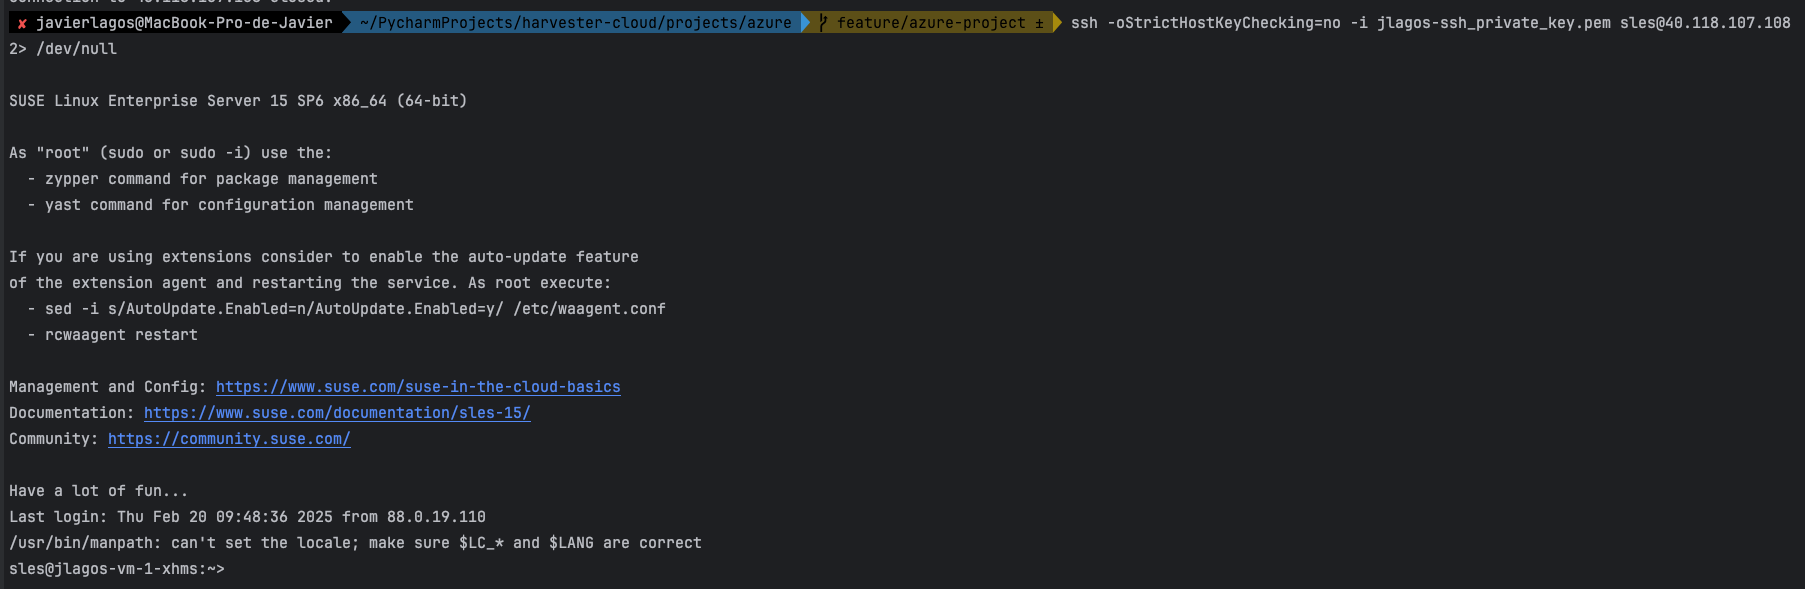 ✘ javierlagos@MacBook-Pro-de-Javier ~/PycharmProjects/harvester-cloud/projects/azure feature/azure-project ± ssh -oStrictHostKeyChecking=no -i jlagos-ssh_private_key.pem sles@40.118.107.108
2> /dev/null
SUSE Linux Enterprise Server 15 SP6 x86_64 (64-bit)
As "root" (sudo or sudo -i) use the:
  - zypper command for package management
  - yast command for configuration management
If you are using extensions consider to enable the auto-update feature
of the extension agent and restarting the service. As root execute:
  - sed -i s/AutoUpdate.Enabled=n/AutoUpdate.Enabled=y/ /etc/waagent.conf
  - rcwaagent restart
Management and Config: https://www.suse.com/suse-in-the-cloud-basics
Documentation: https://www.suse.com/documentation/sles-15/
Community: https://community.suse.com/
Have a lot of fun...
Last login: Thu Feb 20 09:48:36 2025 from 88.0.19.110
/usr/bin/manpath: can't set the locale; make sure $LC_* and $LANG are correct
sles@jlagos-vm-1-xhms:~>